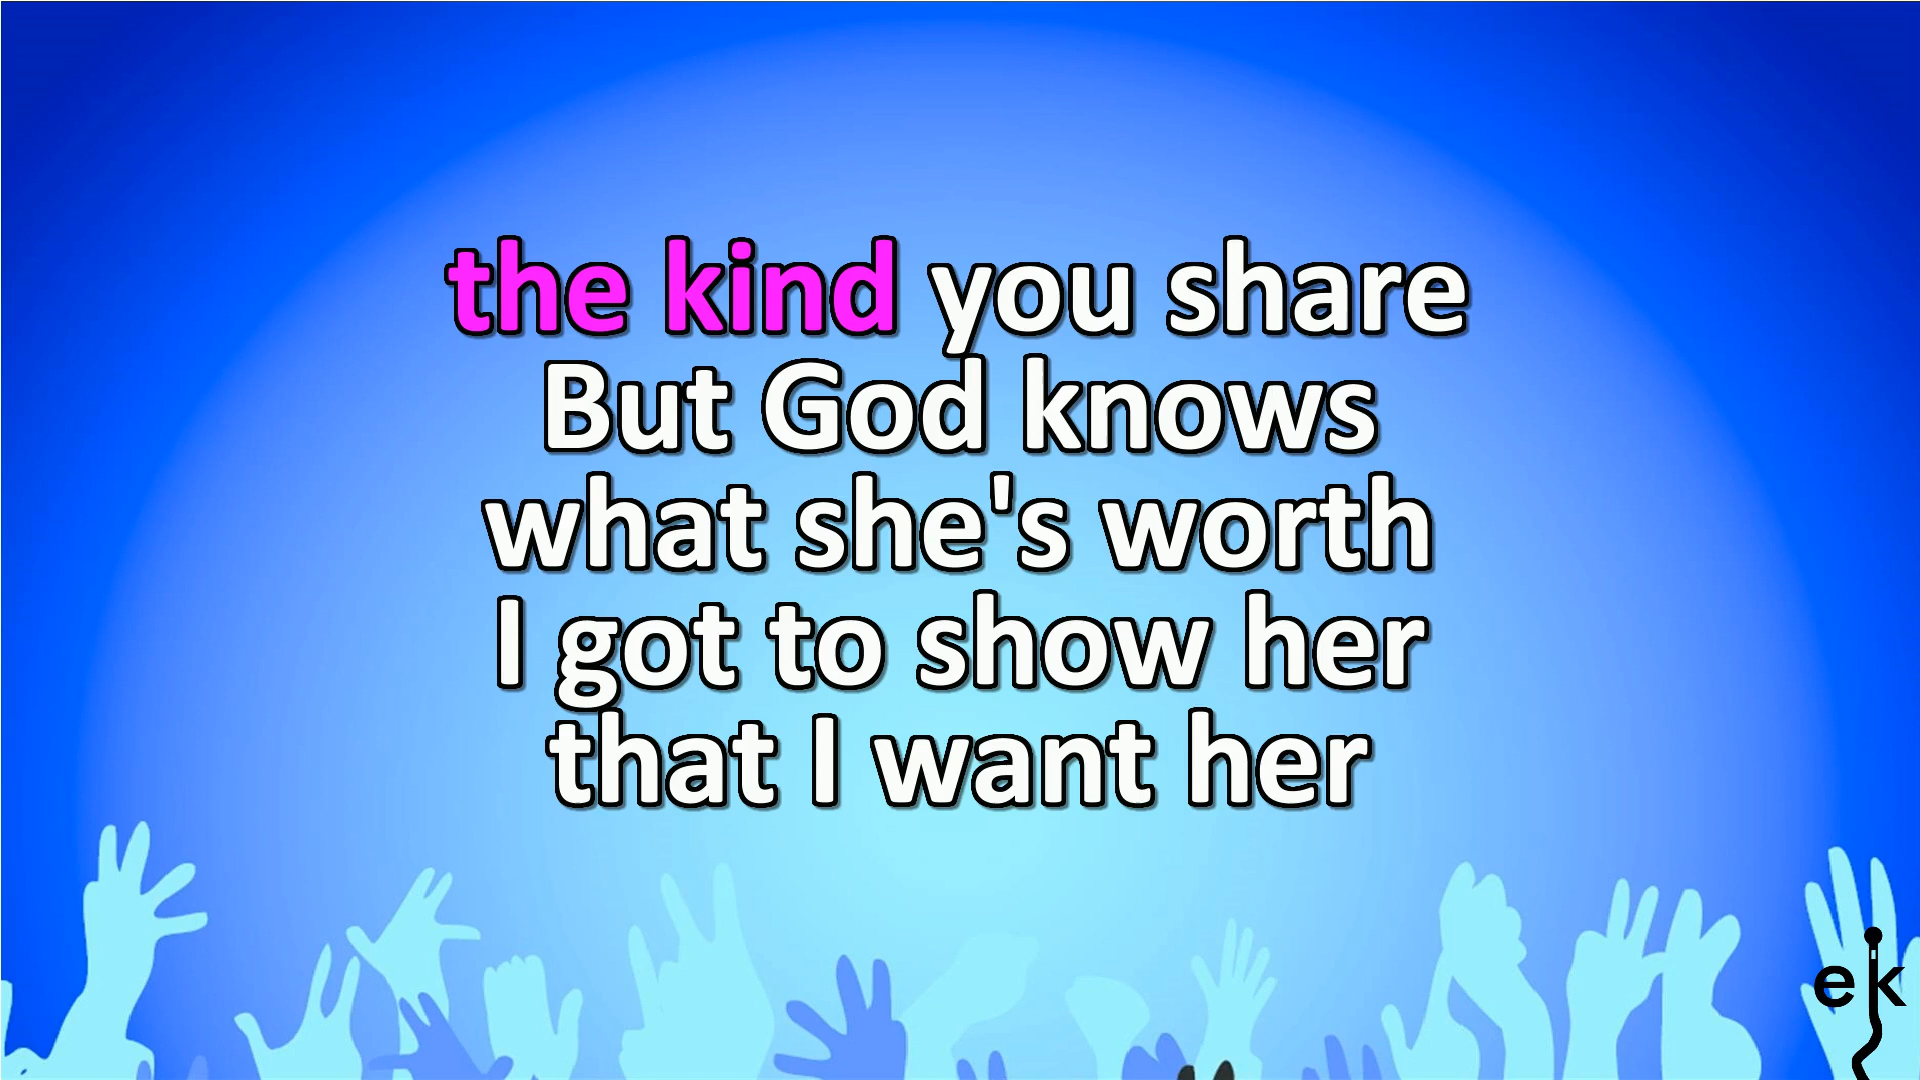 the kind you share
But God knows
what she's worth
I got to show her
that I want her
ek